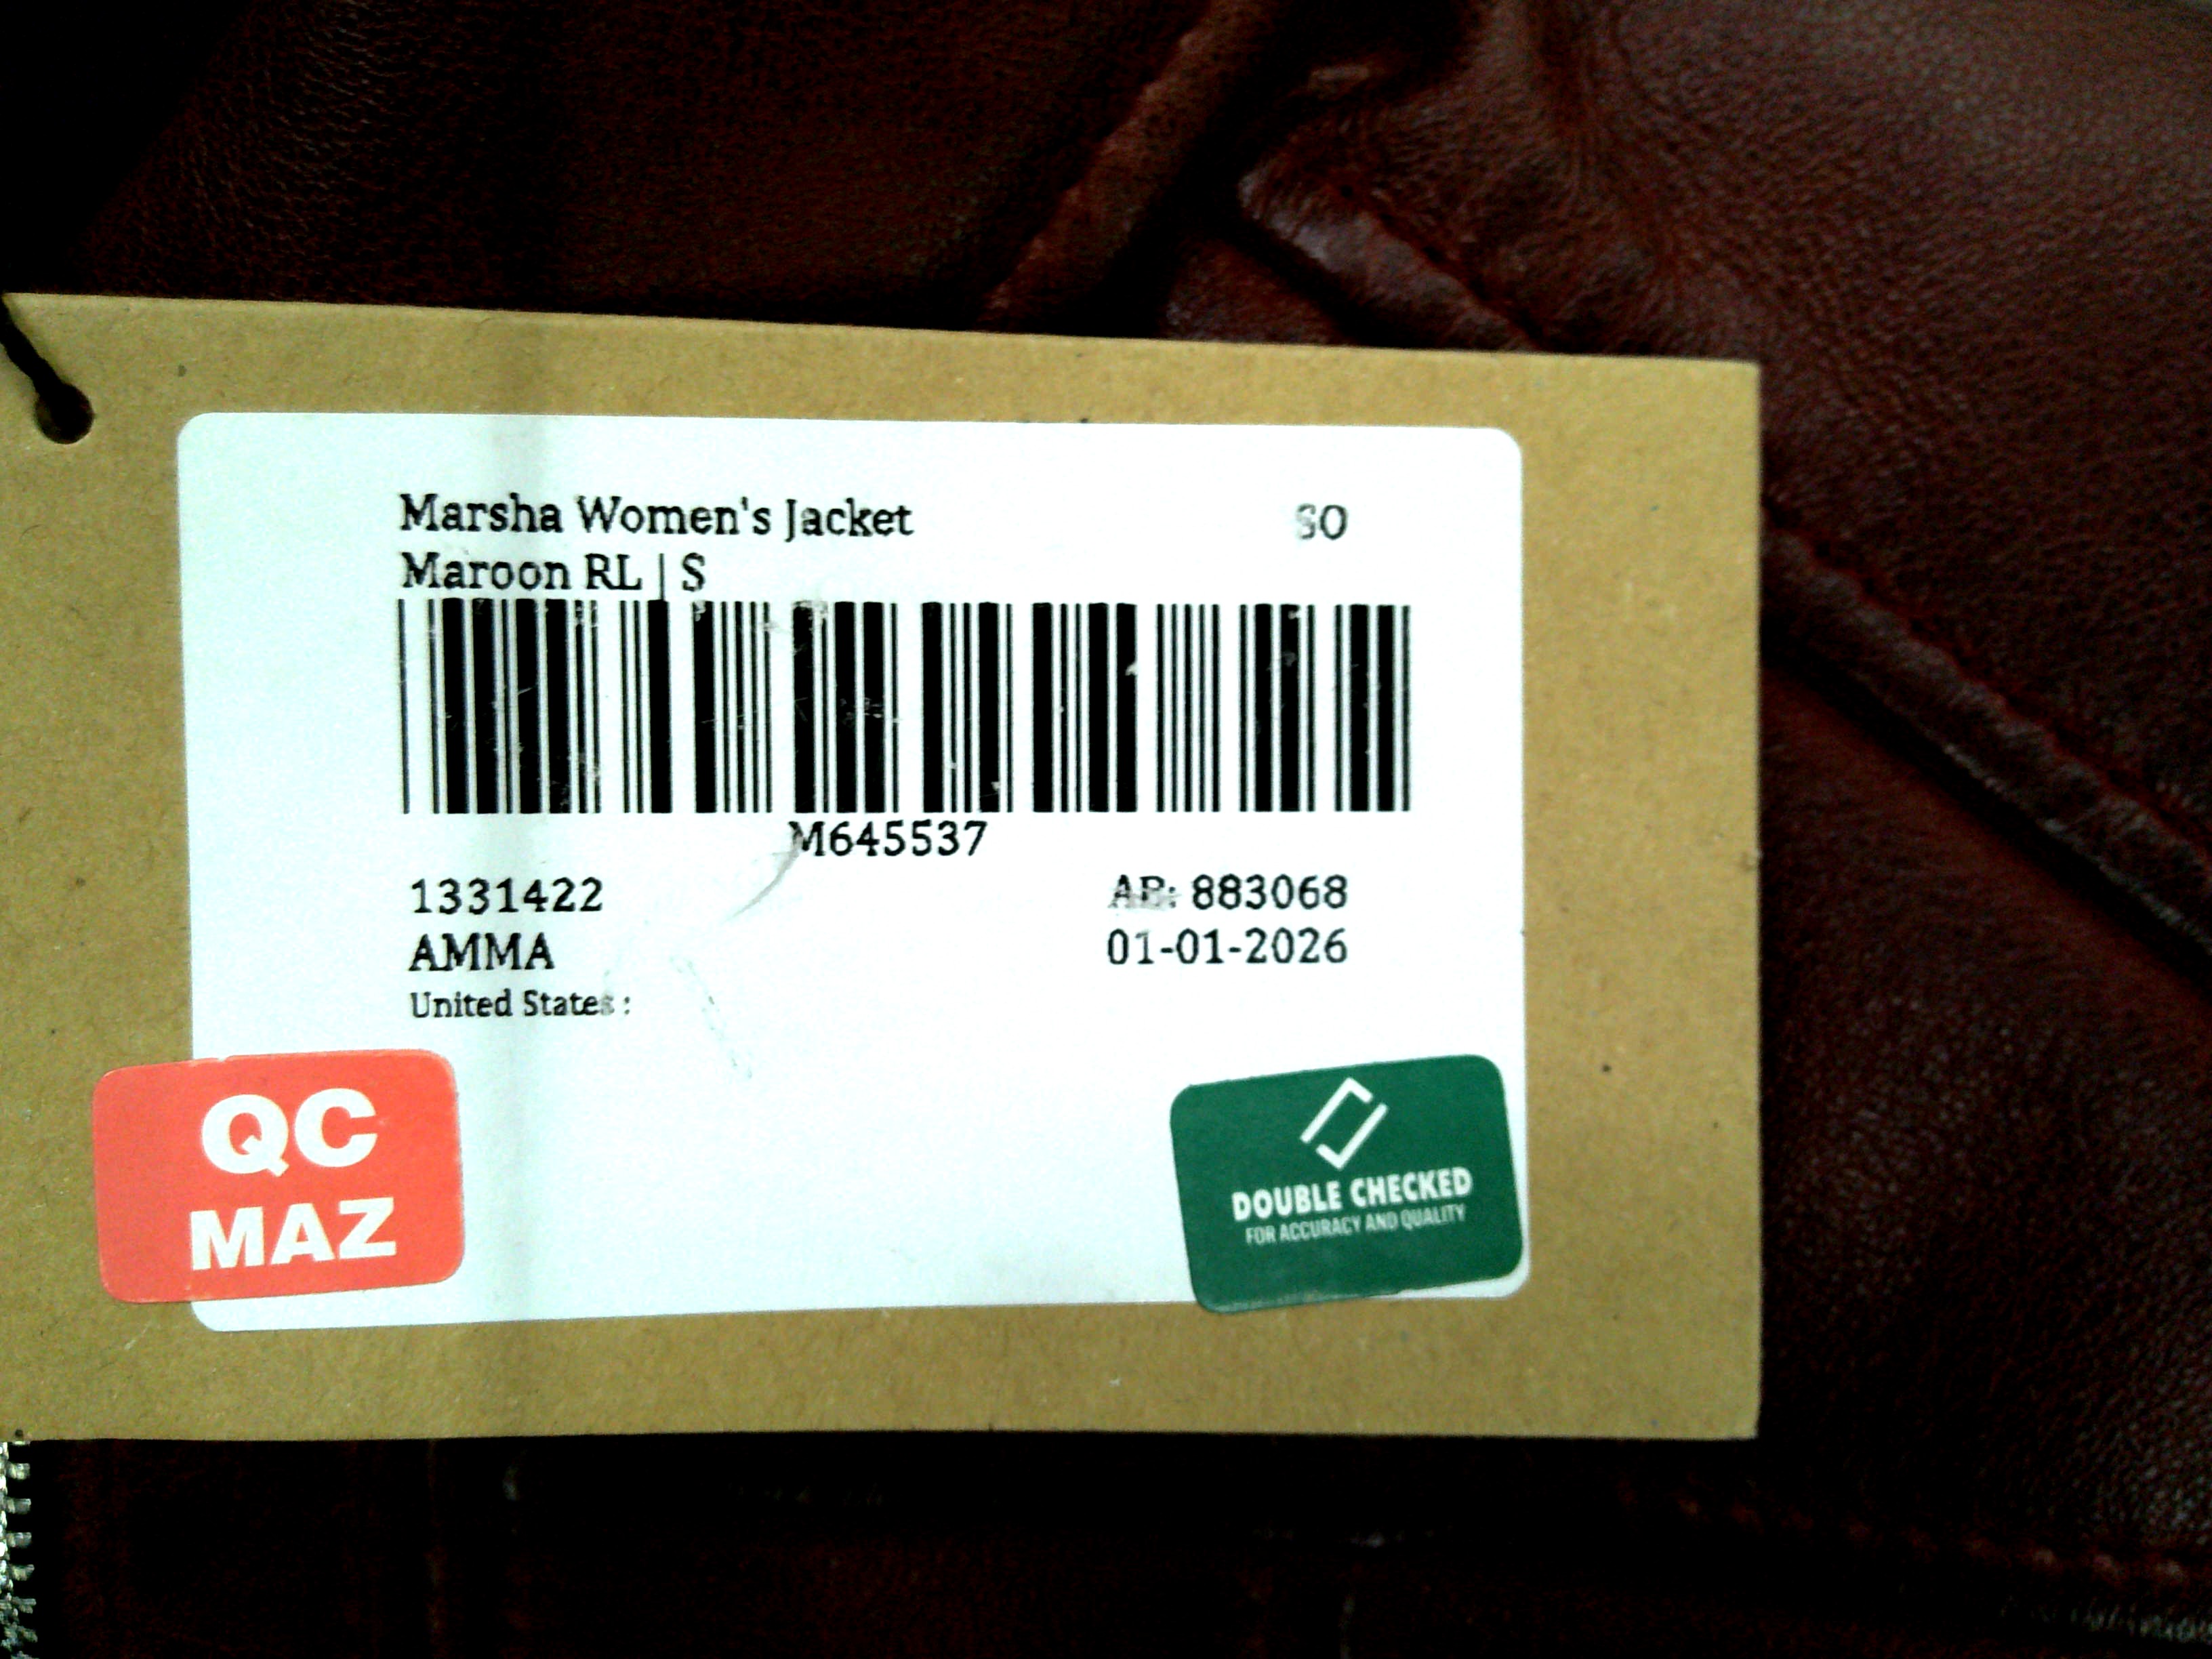 Marsha Women's Jacket SO
Maroon RL | S
M645537
1331422 AB: 883068
AMMA 01-01-2026
United States :
QC
MAZ
DOUBLE CHECKED
FOR ACCURACY AND QUALITY